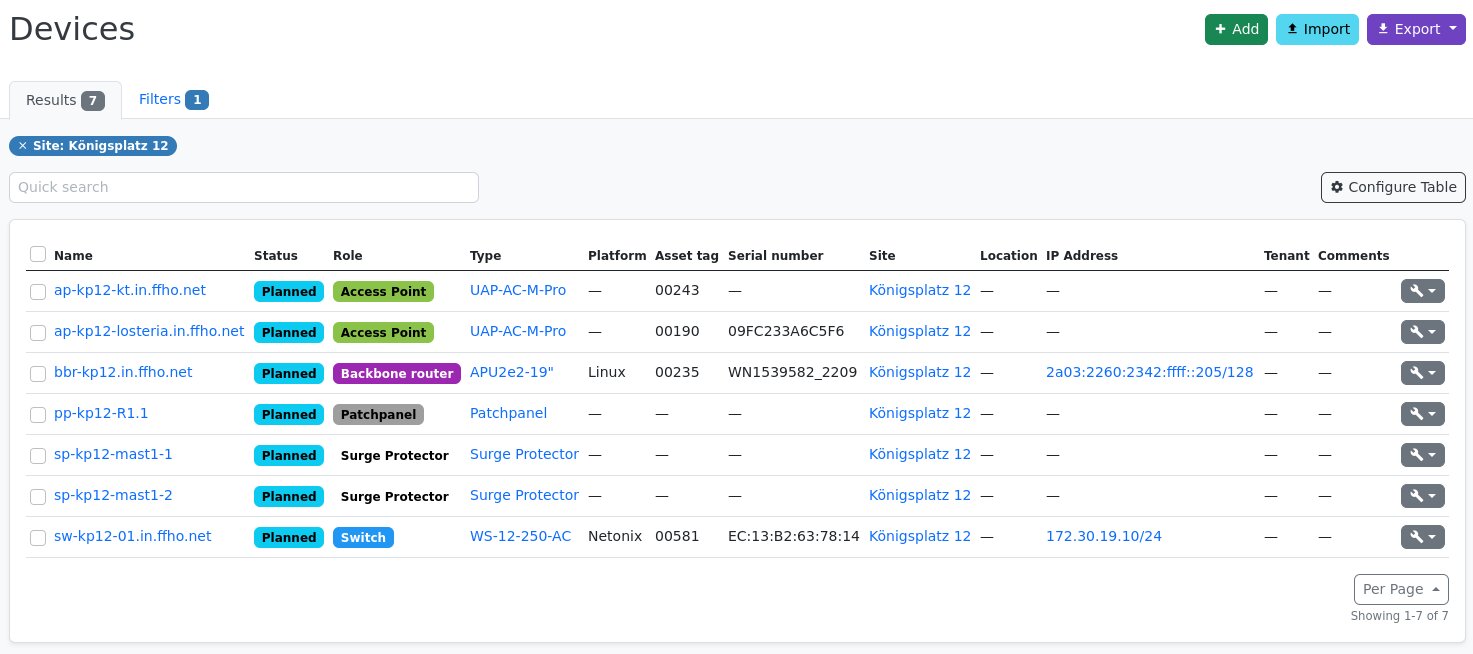 Devices
Add Import Export
Results 7 Filters 1
× Site: Königsplatz 12
Quick search
Configure Table
Name Status Role Type Platform Asset tag Serial number Site Location IP Address Tenant Comments
ap-kp12-kt.in.ffho.net Planned Access Point UAP-AC-M-Pro — 00243 — Königsplatz 12 — — — —
ap-kp12-losteria.in.ffho.net Planned Access Point UAP-AC-M-Pro — 00190 09FC233A6C5F6 Königsplatz 12 — — — —
bbr-kp12.in.ffho.net Planned Backbone router APU2e2-19" Linux 00235 WN1539582_2209 Königsplatz 12 — 2a03:2260:2342:ffff::205/128 — —
pp-kp12-R1.1 Planned Patchpanel Patchpanel — — — Königsplatz 12 — — — —
sp-kp12-mast1-1 Planned Surge Protector Surge Protector — — — Königsplatz 12 — — — —
sp-kp12-mast1-2 Planned Surge Protector Surge Protector — — — Königsplatz 12 — — — —
sw-kp12-01.in.ffho.net Planned Switch WS-12-250-AC Netonix 00581 EC:13:B2:63:78:14 Königsplatz 12 — 172.30.19.10/24 — —
Per Page
Showing 1-7 of 7